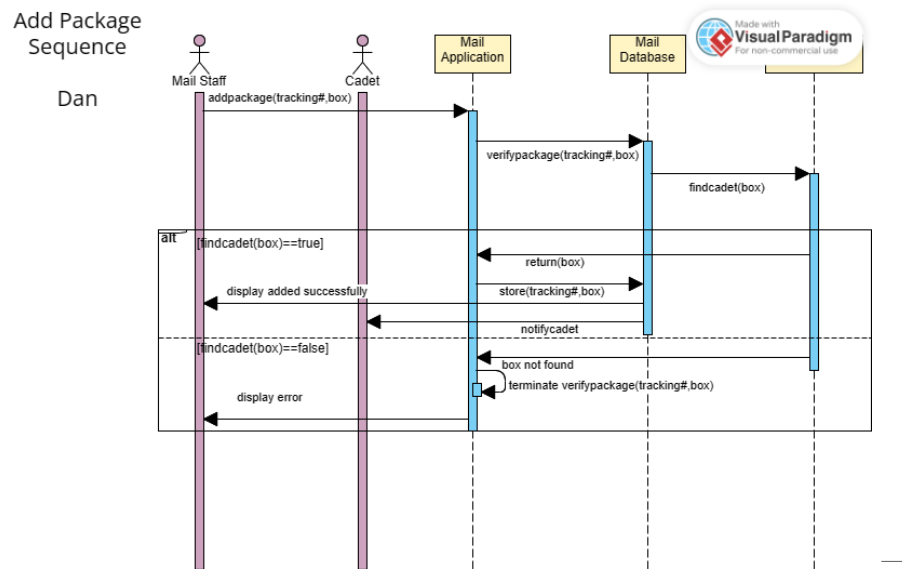 Add Package
Sequence
Dan
Made with
VisualParadigm
For non-commercial use
Mail Staff
Cadet
Mail
Application
Mail
Database
addpackage(tracking#,box)
verifypackage(tracking#,box)
findcadet(box)
alt
[findcadet(box)==true]
return(box)
store(tracking#,box)
display added successfully
notifycadet
[findcadet(box)==false]
box not found
terminate verifypackage(tracking#,box)
display error